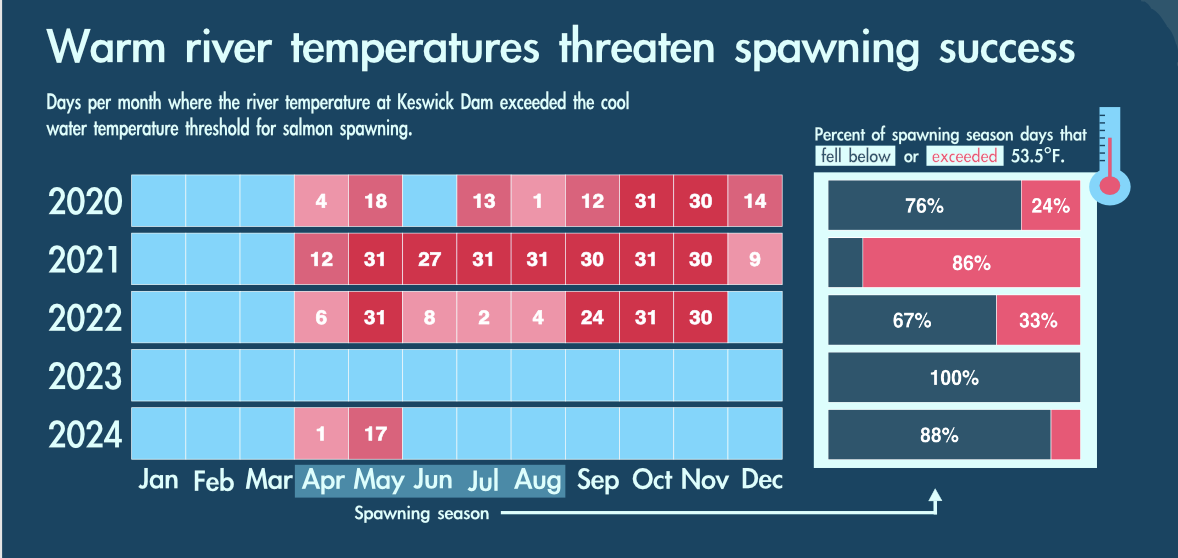 Warm river temperatures threaten spawning success
Days per month where the river temperature at Keswick Dam exceeded the cool
water temperature threshold for salmon spawning.
Percent of spawning season days that
fell below or exceeded 53.5°F.
2020 4 18 13 1 12 31 30 14 76% 24%
2021 12 31 27 31 31 30 31 30 9 86%
2022 6 31 8 2 4 24 31 30 67% 33%
2023 100%
2024 1 17 88%
Jan Feb Mar Apr May Jun Jul Aug Sep Oct Nov Dec
Spawning season